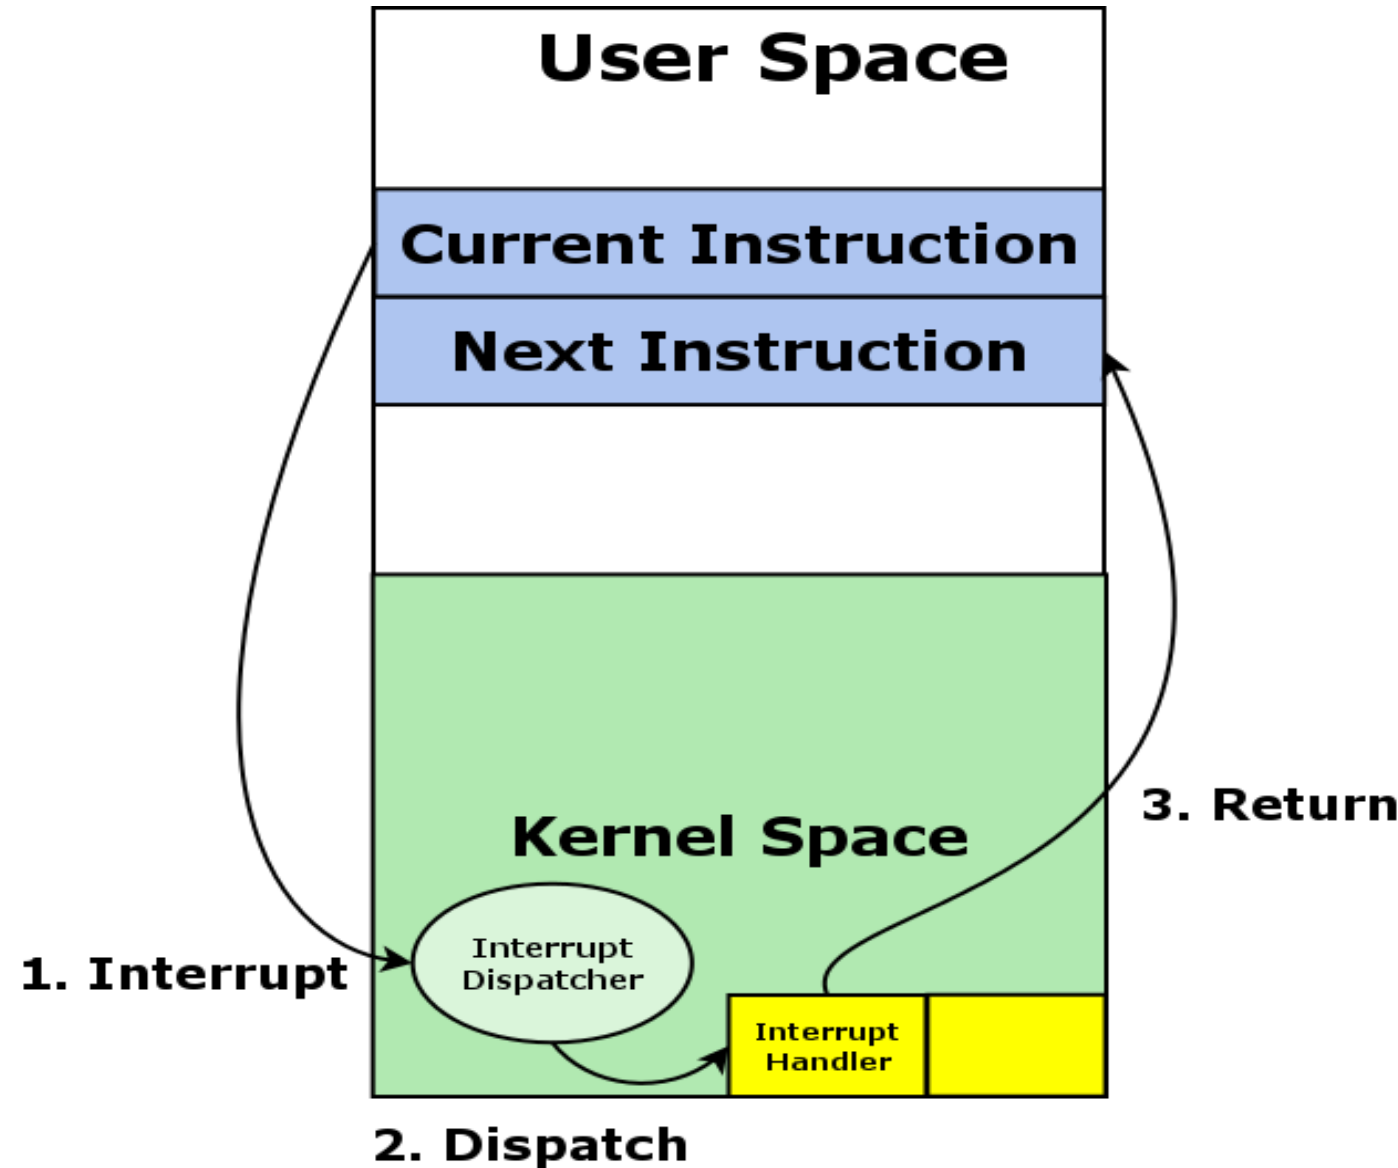 User Space
Current Instruction
Next Instruction
Kernel Space
3. Return
Interrupt
Dispatcher
1. Interrupt
Interrupt
Handler
2. Dispatch